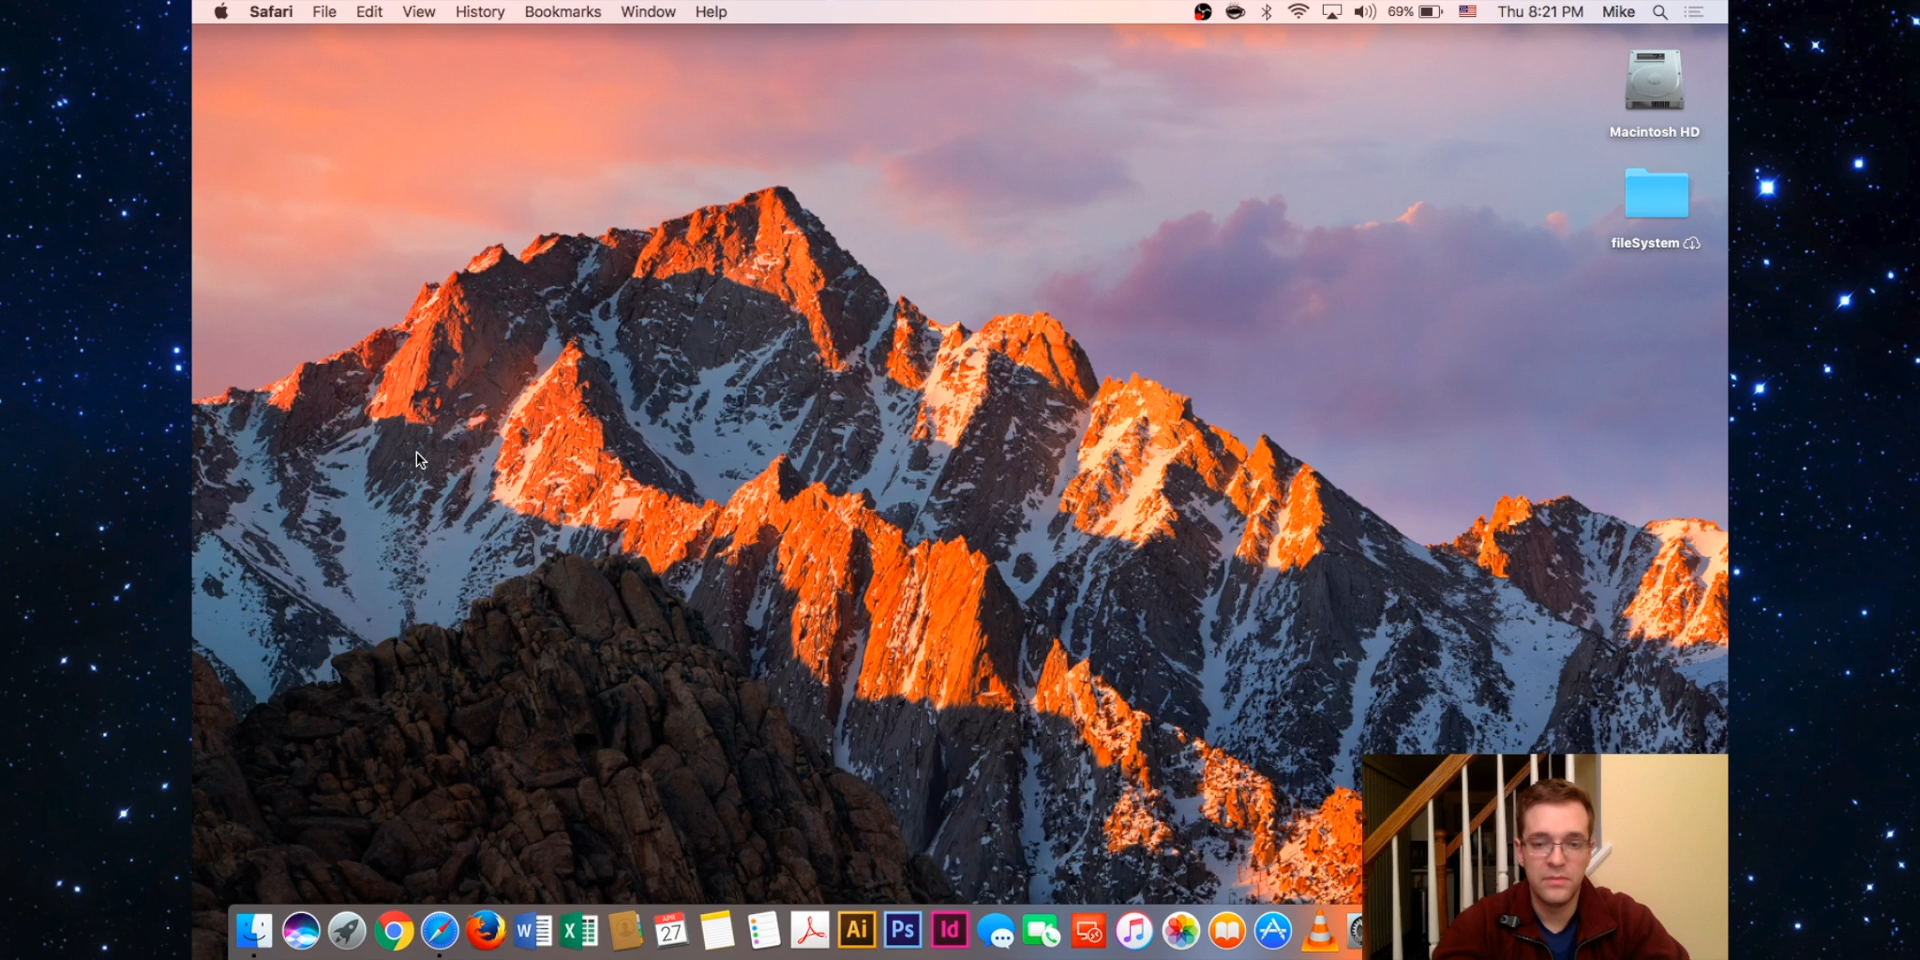 Safari File Edit View History Bookmarks Window Help 69% Thu 8:21 PM Mike
Macintosh HD
fileSystem
W X APR 27 Ai Ps Id